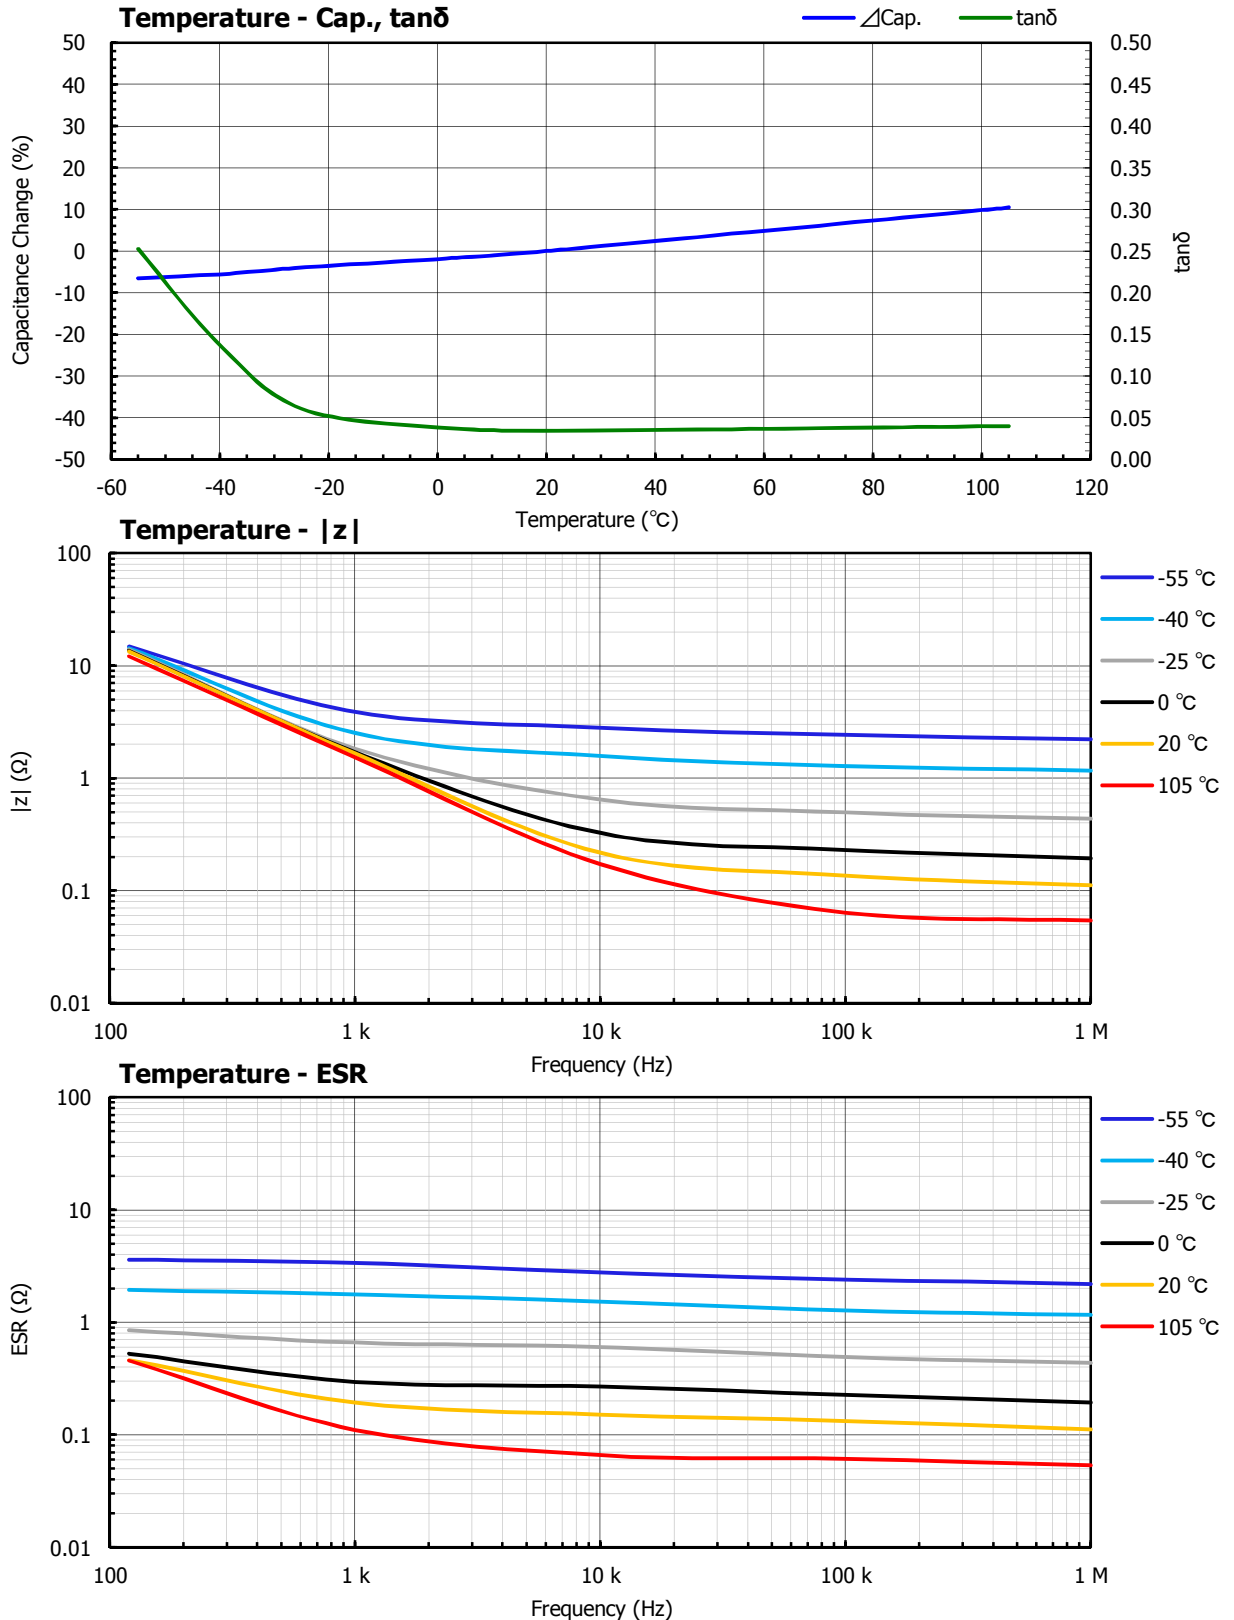 Temperature - Cap., tanδ
⊿Cap.
tanδ
50
40
30
20
10
0
-10
-20
-30
-40
-50
Capacitance Change (%)
0.50
0.45
0.40
0.35
0.30
0.25
0.20
0.15
0.10
0.05
0.00
tanδ
-60 -40 -20 0 20 40 60 80 100 120
Temperature (℃)
Temperature - |z|
100
10
1
0.1
0.01
|z| (Ω)
-55 ℃
-40 ℃
-25 ℃
0 ℃
20 ℃
105 ℃
100 1 k 10 k 100 k 1 M
Frequency (Hz)
Temperature - ESR
100
10
1
0.1
0.01
ESR (Ω)
-55 ℃
-40 ℃
-25 ℃
0 ℃
20 ℃
105 ℃
100 1 k 10 k 100 k 1 M
Frequency (Hz)